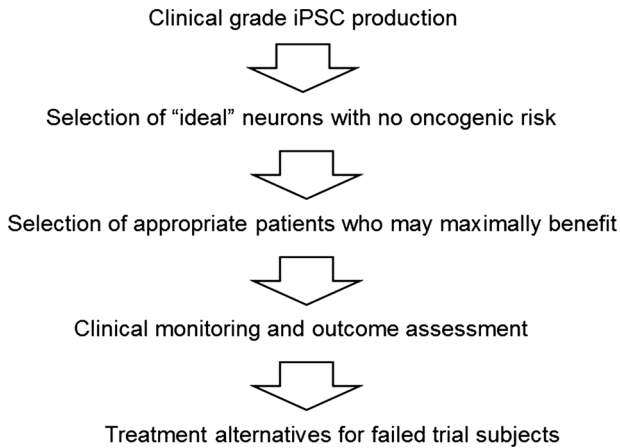 Clinical grade iPSC production
Selection of “ideal” neurons with no oncogenic risk
Selection of appropriate patients who may maximally benefit
Clinical monitoring and outcome assessment
Treatment alternatives for failed trial subjects